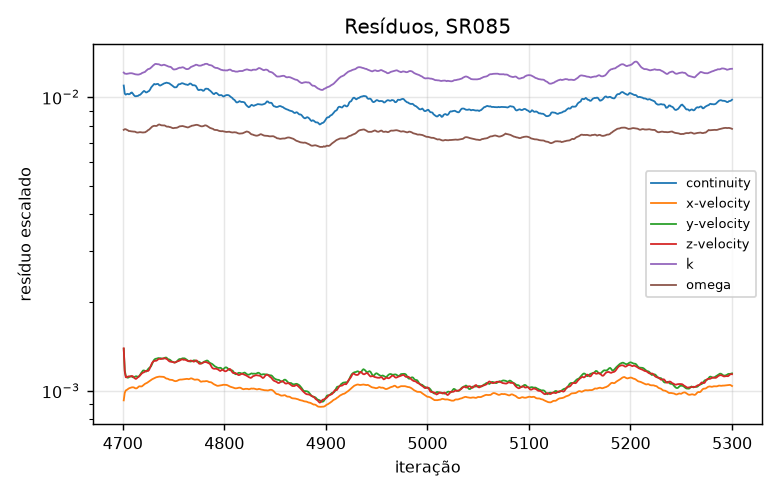 Resíduos, SR085
resíduo escalado
10⁻²
10⁻³
continuity
x-velocity
y-velocity
z-velocity
k
omega
4700 4800 4900 5000 5100 5200 5300
iteração